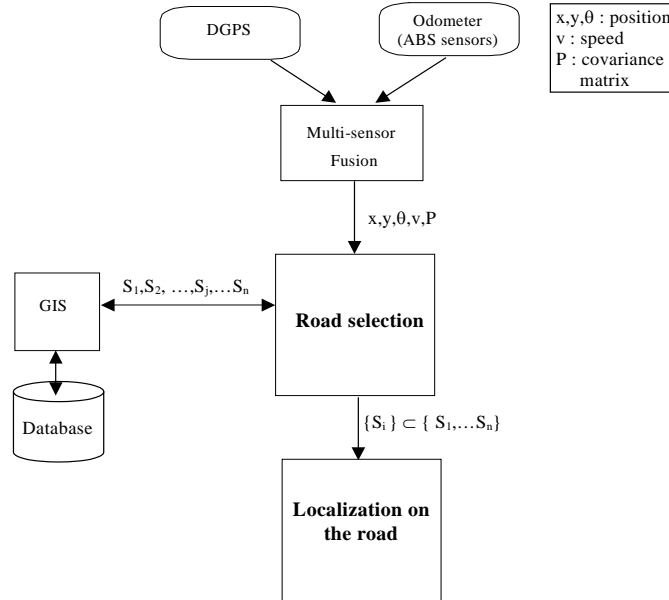 DGPS
Odometer
(ABS sensors)
x,y,θ : position
v : speed
P : covariance
matrix
Multi-sensor
Fusion
x,y,θ,v,P
S₁,S₂, …,Sⱼ,…Sₙ
GIS
Road selection
Database
{Sᵢ } ⊂ { S₁,…Sₙ}
Localization on
the road